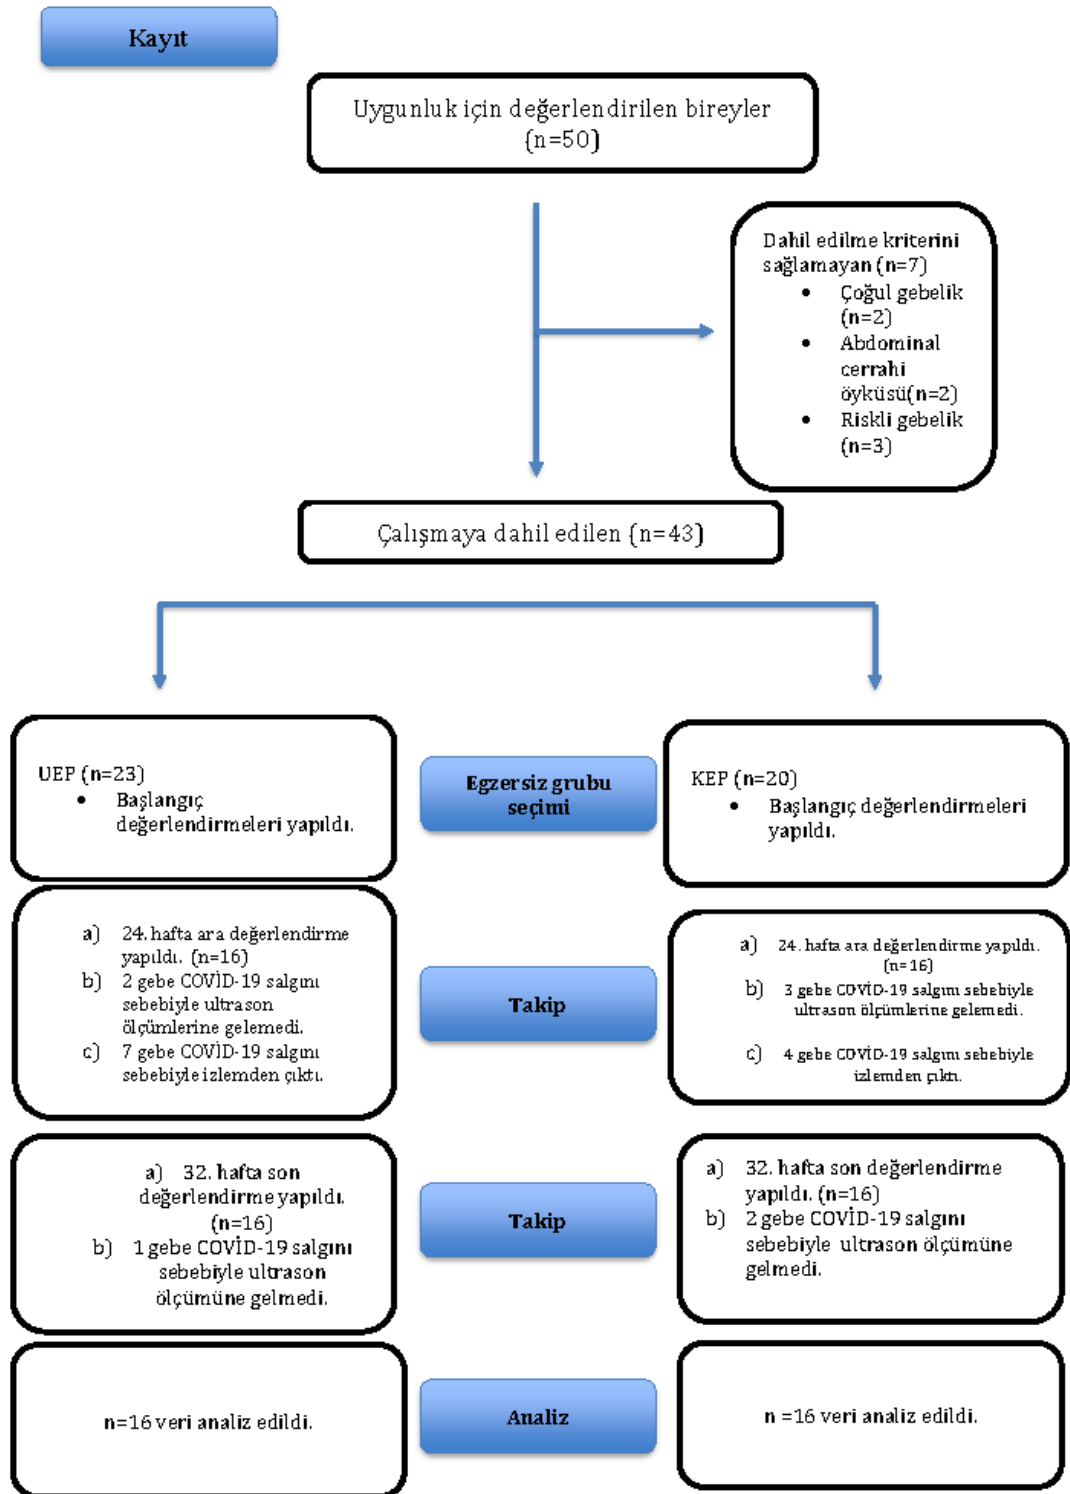 Kayıt
Uygunluk için değerlendirilen bireyler
(n=50)
Dahil edilme kriterini
sağlamayan (n=7)
• Çoğul gebelik
(n=2)
• Abdominal
cerrahi
öyküsü(n=2)
• Riskli gebelik
(n=3)
Çalışmaya dahil edilen (n=43)
UEP (n=23)
• Başlangıç
değerlendirmeleri yapıldı.
Egzersiz grubu
seçimi
KEP (n=20)
• Başlangıç değerlendirmeleri
yapıldı.
a) 24. hafta ara değerlendirme
yapıldı. (n=16)
b) 2 gebe COVİD-19 salgını
sebebiyle ultrason
ölçümlerine gelemedi.
c) 7 gebe COVİD-19 salgını
sebebiyle izlemden çıktı.
Takip
a) 24. hafta ara değerlendirme yapıldı.
(n=16)
b) 3 gebe COVİD-19 salgını sebebiyle
ultrason ölçümlerine gelemedi.
c) 4 gebe COVİD-19 salgını sebebiyle
izlemden çıktı.
a) 32. hafta son
değerlendirme yapıldı.
(n=16)
b) 1 gebe COVİD-19 salgını
sebebiyle ultrason
ölçümüne gelmedi.
Takip
a) 32. hafta son değerlendirme
yapıldı. (n=16)
b) 2 gebe COVİD-19 salgını
sebebiyle ultrason ölçümüne
gelmedi.
n=16 veri analiz edildi.
Analiz
n =16 veri analiz edildi.